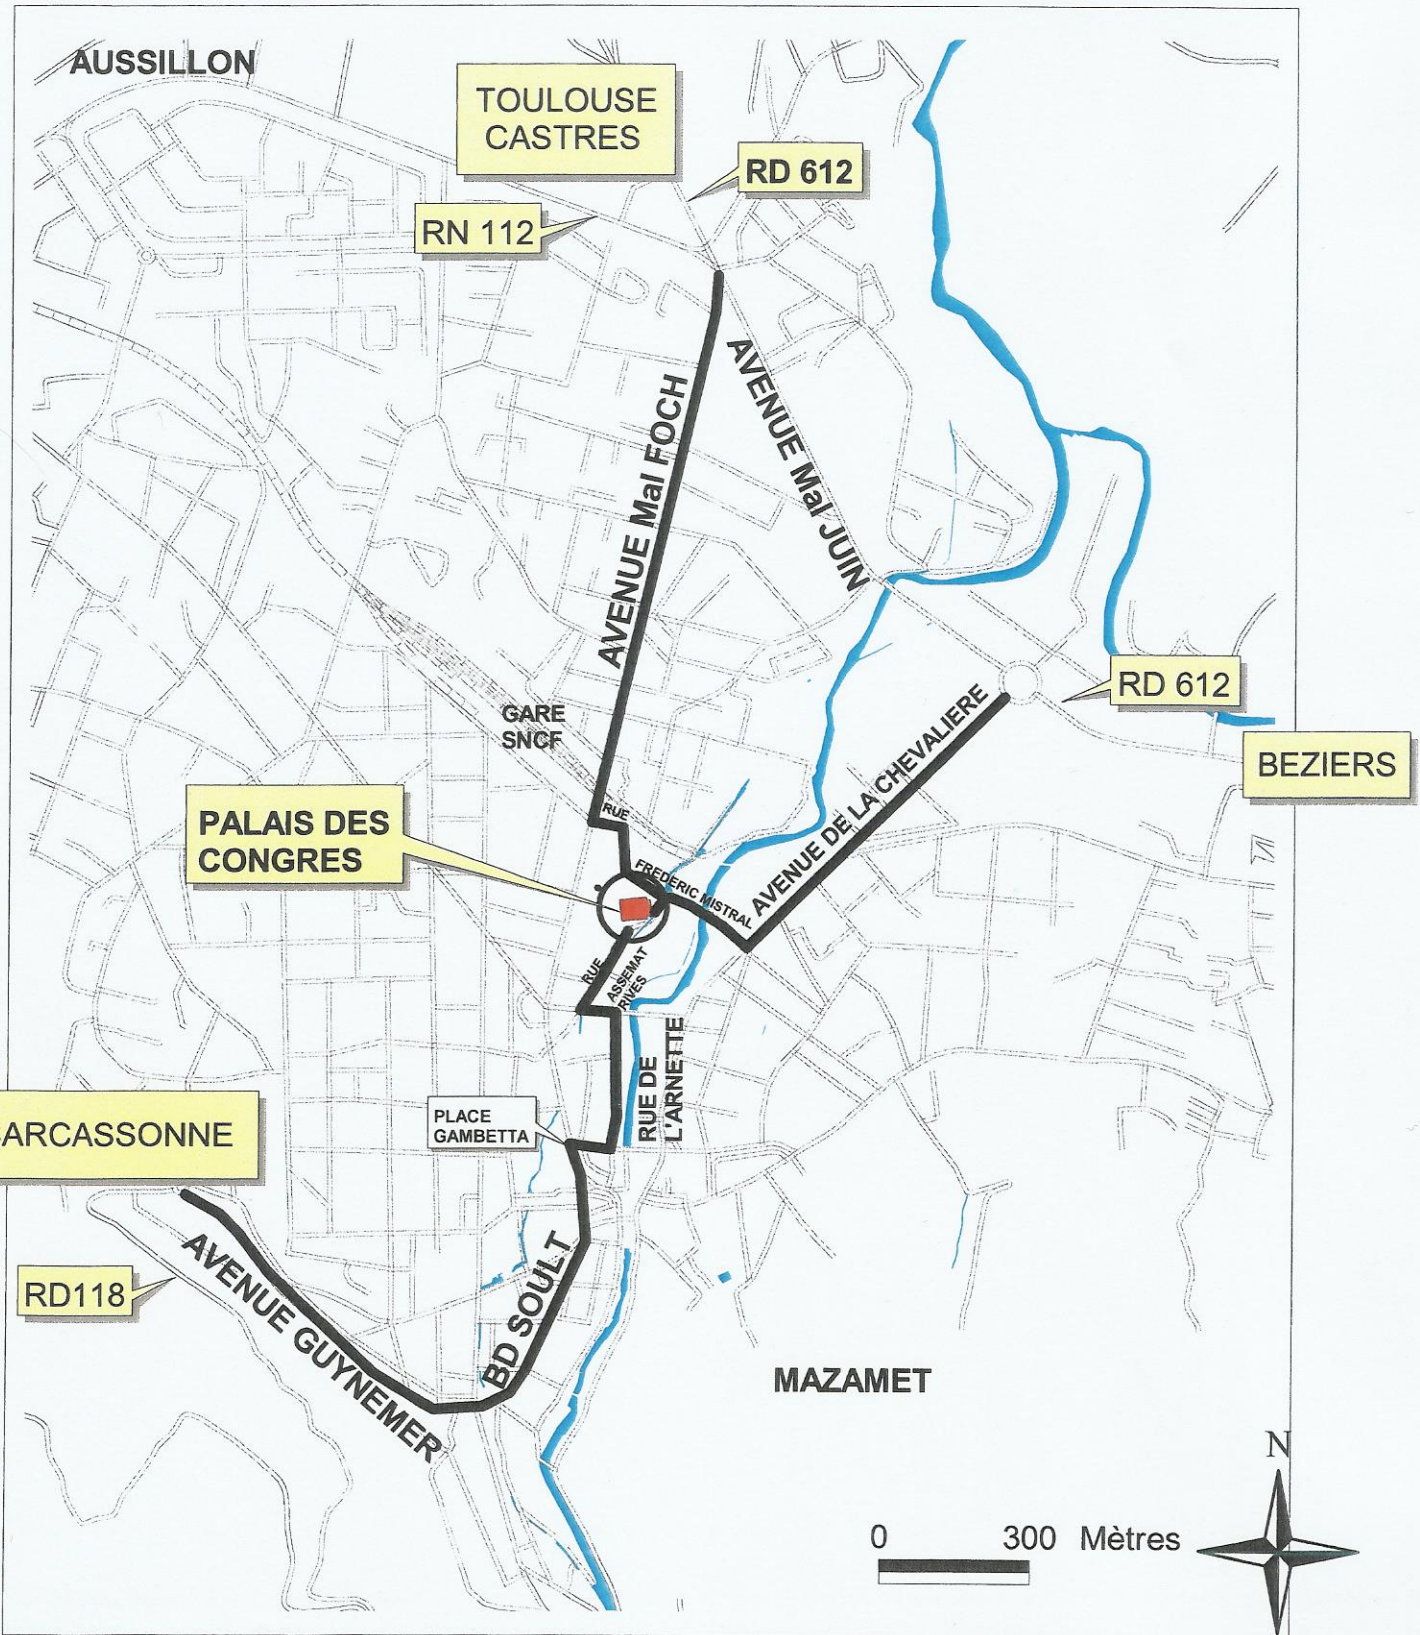 AUSSILLON
TOULOUSE
CASTRES
RD 612
RN 112
AVENUE Mal FOCH
AVENUE Mal JUIN
RD 612
GARE
SNCF
BEZIERS
AVENUE DE LA CHEVALIERE
PALAIS DES
CONGRES
RUE
FREDERIC MISTRAL
RUE
ASSEMAT
RIVES
RUE DE
L'ARNETTE
PLACE
GAMBETTA
ARCASSONNE
RD118
AVENUE GUYNEMER
BD SOULT
MAZAMET
N
0 300 Mètres